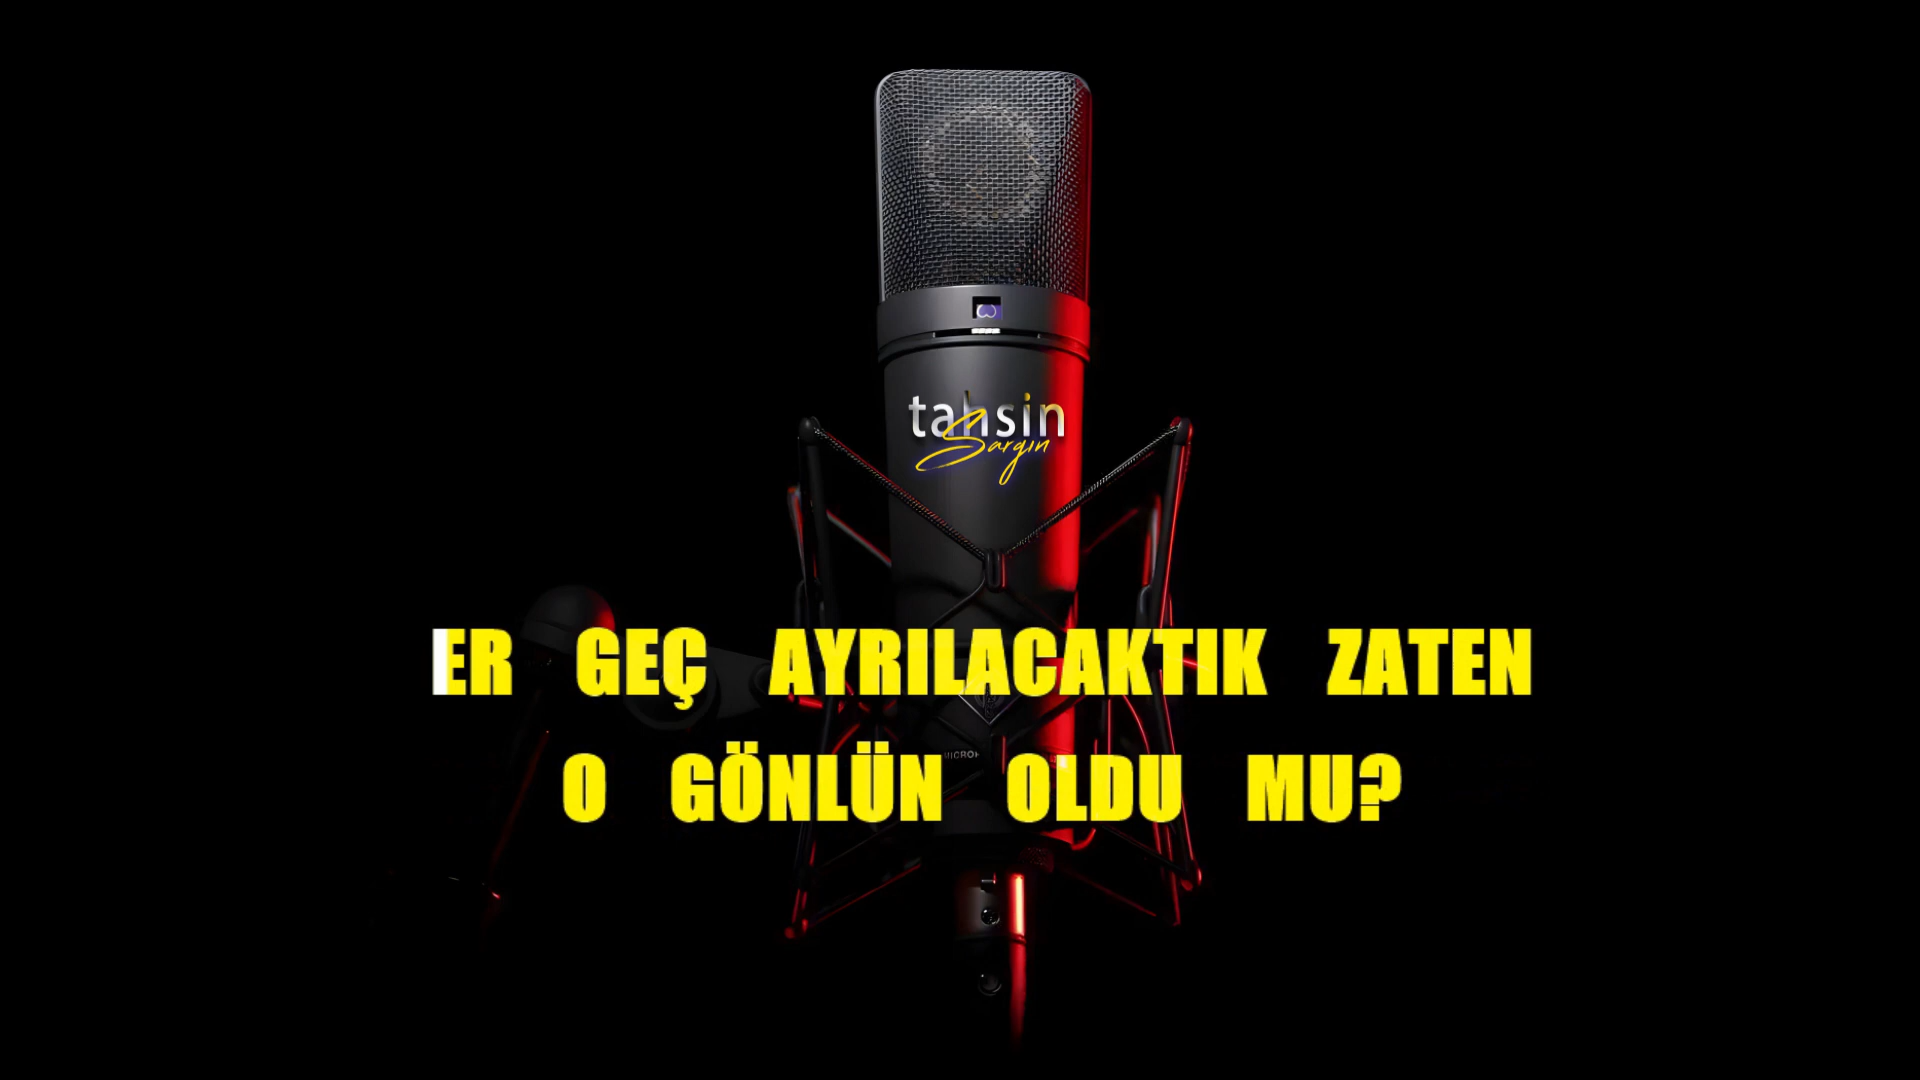 tahsin
Sargın
ER GEÇ AYRILACAKTIK ZATEN
O GÖNLÜN OLDU MU?